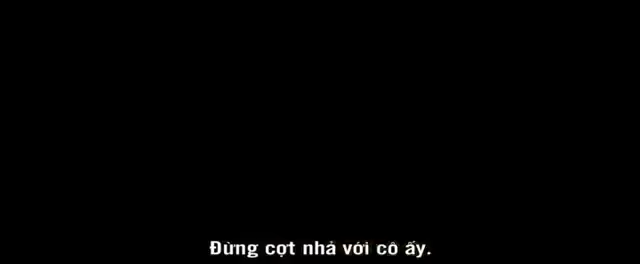 Đừng cợt nhả với cô ấy.